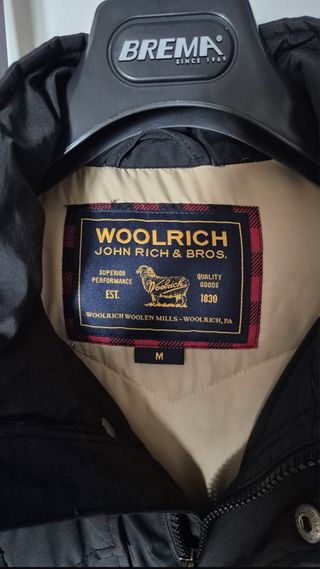 BREMA
SINCE 1969
WOOLRICH
JOHN RICH & BROS.
SUPERIOR
PERFORMANCE
EST.
Woolrich
QUALITY
GOODS
1830
WOOLRICH WOOLEN MILLS - WOOLRICH, PA
M